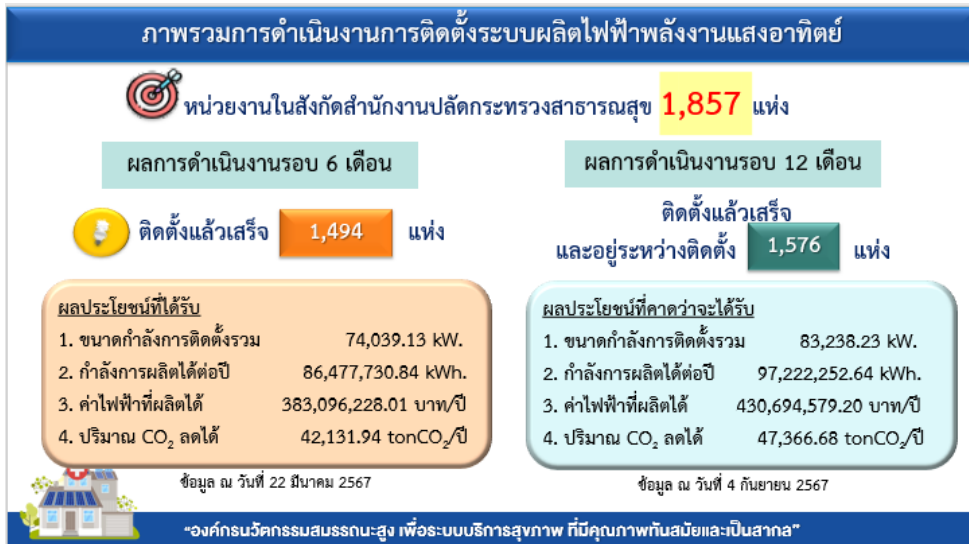 ภาพรวมการดำเนินงานการติดตั้งระบบผลิตไฟฟ้าพลังงานแสงอาทิตย์
หน่วยงานในสังกัดสำนักงานปลัดกระทรวงสาธารณสุข 1,857 แห่ง
ผลการดำเนินงานรอบ 6 เดือน
ติดตั้งแล้วเสร็จ 1,494 แห่ง
ผลประโยชน์ที่ได้รับ
1. ขนาดกำลังการติดตั้งรวม 74,039.13 kW.
2. กำลังการผลิตได้ต่อปี 86,477,730.84 kWh.
3. ค่าไฟฟ้าที่ผลิตได้ 383,096,228.01 บาท/ปี
4. ปริมาณ CO₂ ลดได้ 42,131.94 tonCO₂/ปี
ข้อมูล ณ วันที่ 22 มีนาคม 2567
ผลการดำเนินงานรอบ 12 เดือน
ติดตั้งแล้วเสร็จ
และอยู่ระหว่างติดตั้ง 1,576 แห่ง
ผลประโยชน์ที่คาดว่าจะได้รับ
1. ขนาดกำลังการติดตั้งรวม 83,238.23 kW.
2. กำลังการผลิตได้ต่อปี 97,222,252.64 kWh.
3. ค่าไฟฟ้าที่ผลิตได้ 430,694,579.20 บาท/ปี
4. ปริมาณ CO₂ ลดได้ 47,366.68 tonCO₂/ปี
ข้อมูล ณ วันที่ 4 กันยายน 2567
“องค์กรนวัตกรรมสมรรถนะสูง เพื่อระบบบริการสุขภาพ ที่มีคุณภาพทันสมัยและเป็นสากล”